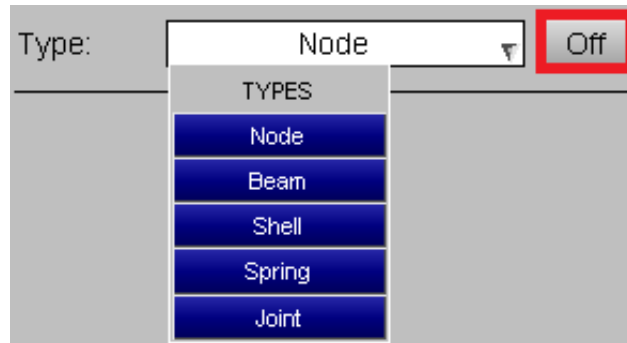 Type: Node Off
TYPES
Node
Beam
Shell
Spring
Joint